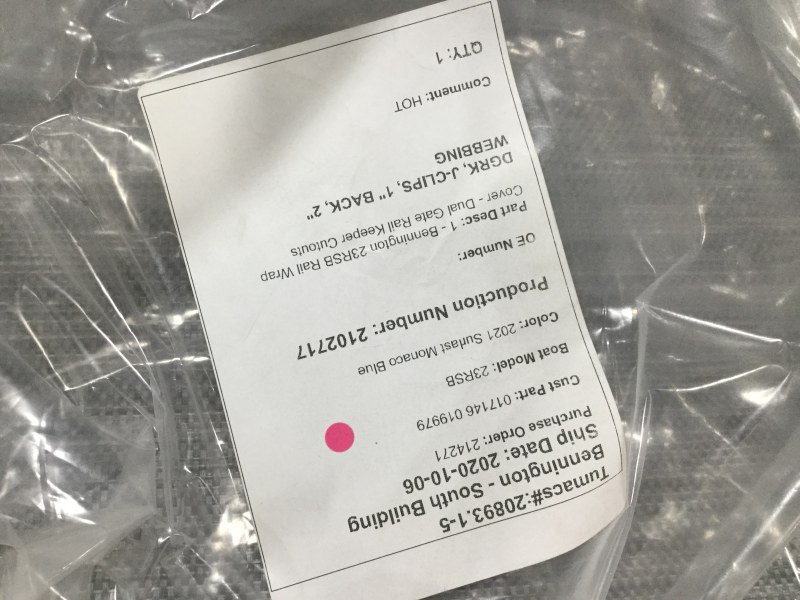 Tumacs#:20893.1-5
Bennington - South Building
Ship Date: 2020-10-06
Purchase Order: 214271
Cust Part: 017146 019979
Boat Model: 23RSB
Color: 2021 Surlast Monaco Blue
Production Number: 2102717
OE Number:
Part Desc: 1 - Bennington 23RSB Rail Wrap
Cover - Dual Gate Rail Keeper Cutouts
DGRK, J-CLIPS, 1" BACK, 2"
WEBBING
Comment: HOT
QTY: 1